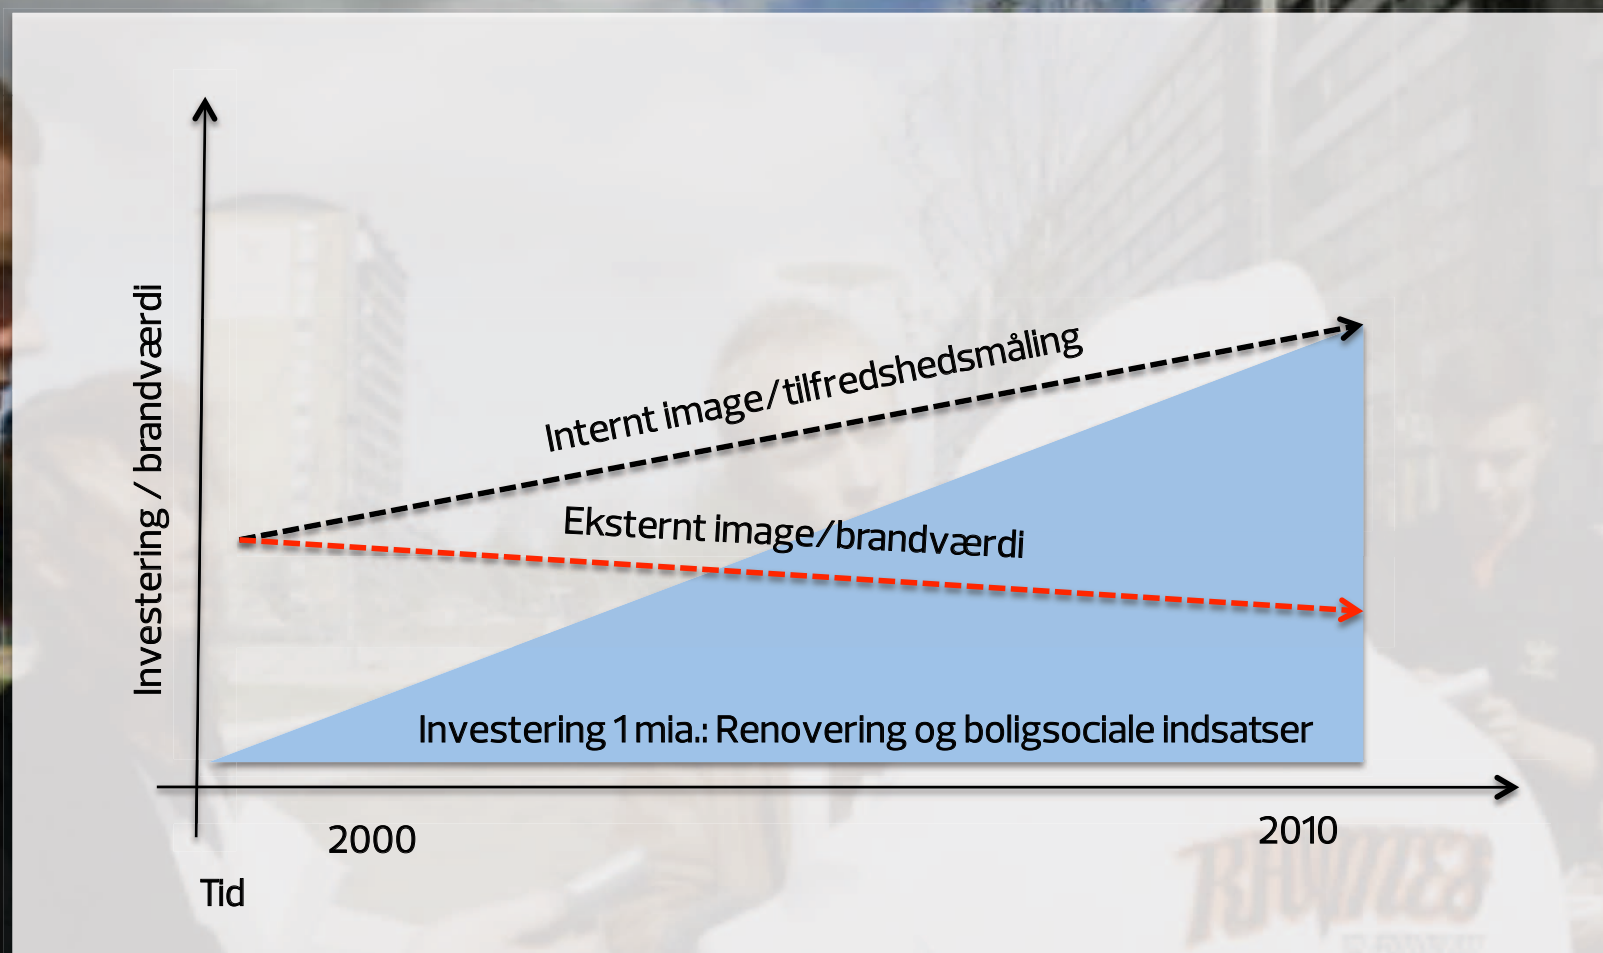 Investering / brandværdi
Internt image/tilfredshedsmåling
Eksternt image/brandværdi
Investering 1 mia.: Renovering og boligsociale indsatser
2000
2010
Tid